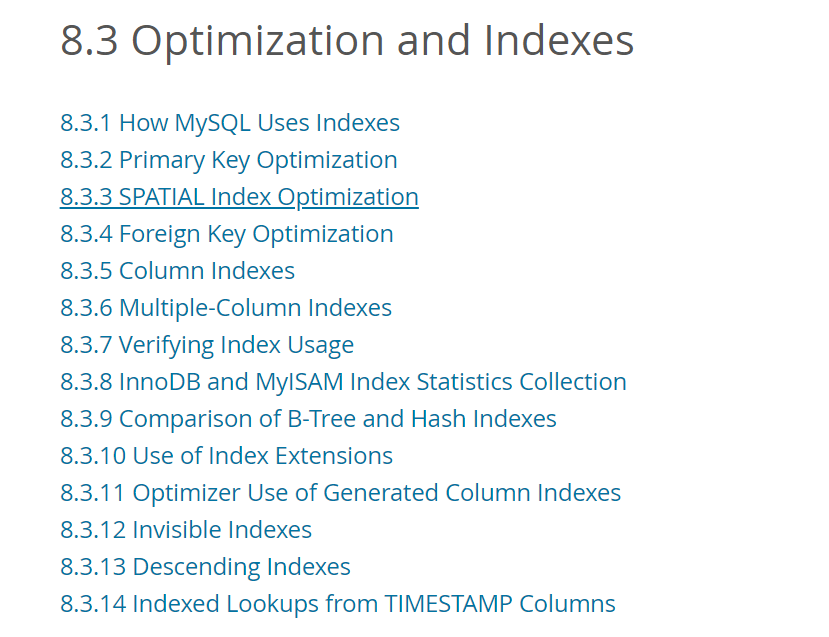 8.3 Optimization and Indexes
8.3.1 How MySQL Uses Indexes
8.3.2 Primary Key Optimization
8.3.3 SPATIAL Index Optimization
8.3.4 Foreign Key Optimization
8.3.5 Column Indexes
8.3.6 Multiple-Column Indexes
8.3.7 Verifying Index Usage
8.3.8 InnoDB and MyISAM Index Statistics Collection
8.3.9 Comparison of B-Tree and Hash Indexes
8.3.10 Use of Index Extensions
8.3.11 Optimizer Use of Generated Column Indexes
8.3.12 Invisible Indexes
8.3.13 Descending Indexes
8.3.14 Indexed Lookups from TIMESTAMP Columns